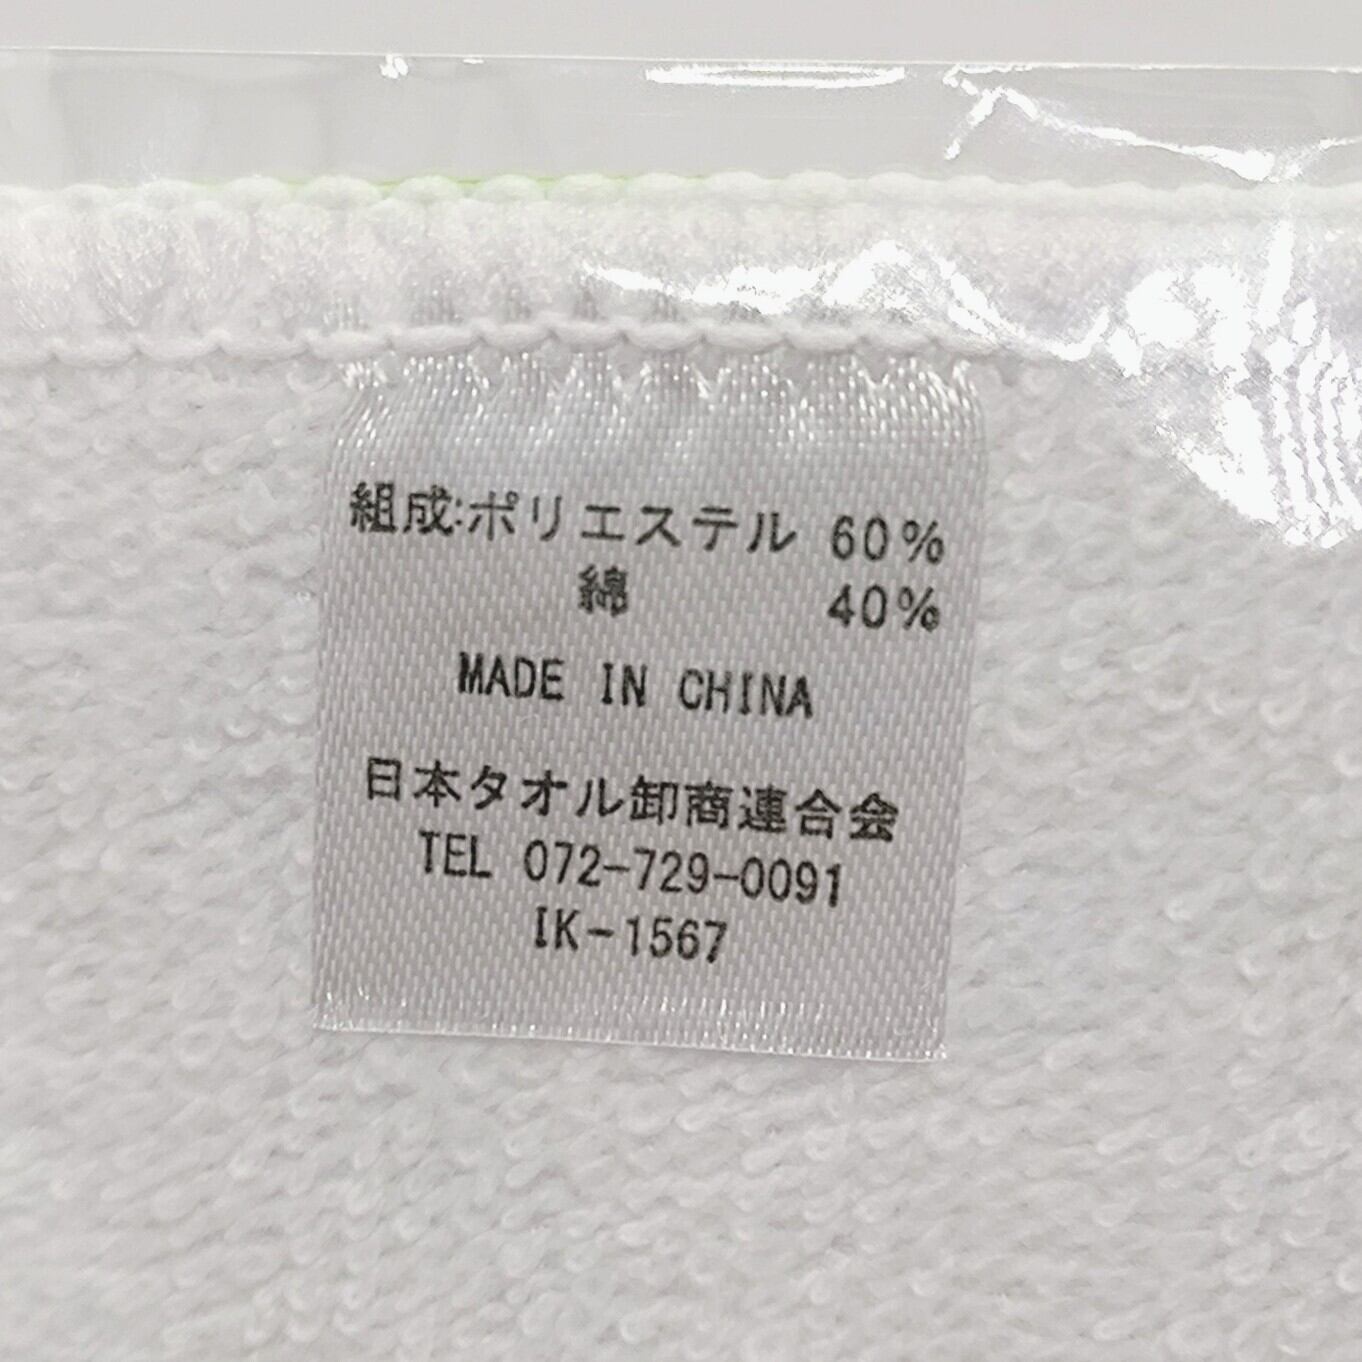 組成:ポリエステル 60%
綿 40%
MADE IN CHINA
日本タオル卸商連合会
TEL 072-729-0091
IK-1567